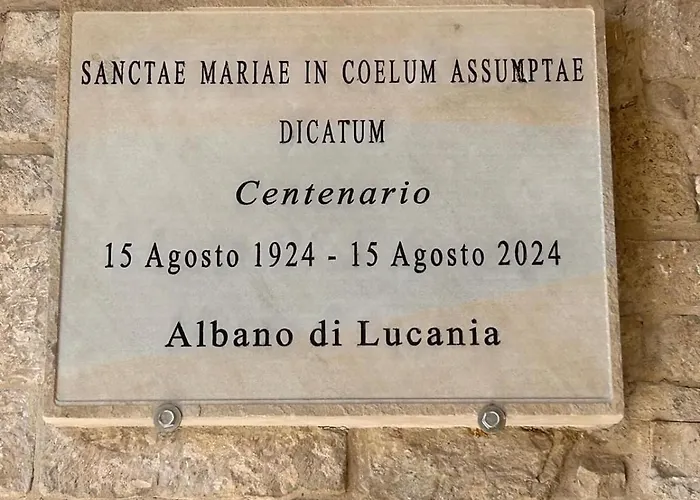 SANCTAE MARIAE IN COELUM ASSUMPTAE
DICATUM
Centenario
15 Agosto 1924 - 15 Agosto 2024
Albano di Lucania